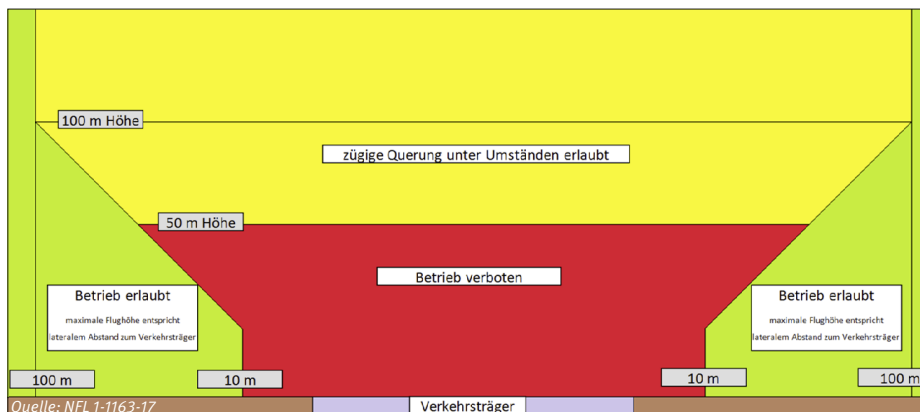 100 m Höhe
zügige Querung unter Umständen erlaubt
50 m Höhe
Betrieb verboten
Betrieb erlaubt
maximale Flughöhe entspricht
lateralem Abstand zum Verkehrsträger
Betrieb erlaubt
maximale Flughöhe entspricht
lateralem Abstand zum Verkehrsträger
100 m
10 m
10 m
100 m
Quelle: NFL 1-1163-17
Verkehrsträger